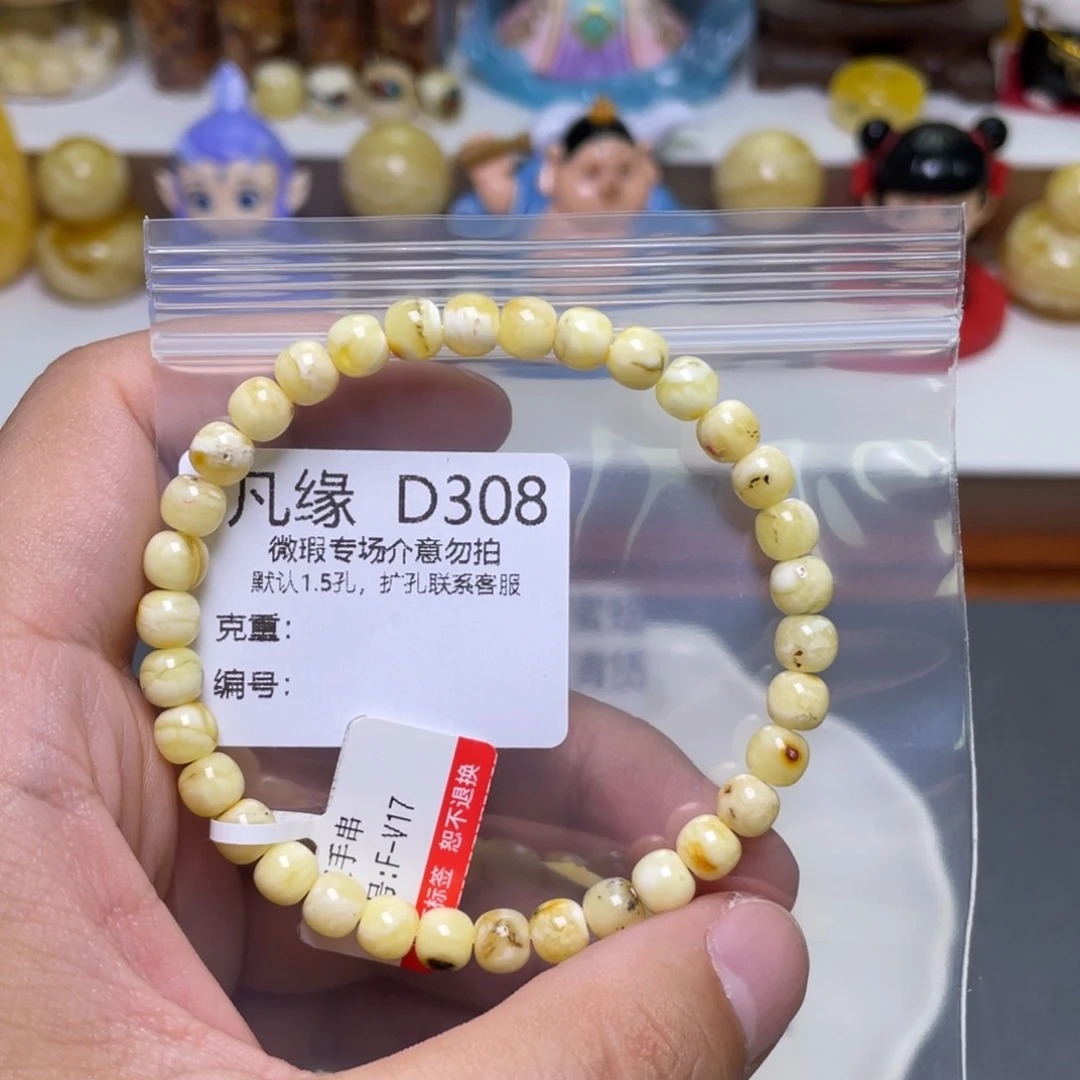 凡缘 D308
微瑕专场介意勿拍
默认1.5孔，扩孔联系客服
克重：
编号：
手串
号:F-V17
标签 恕不退换